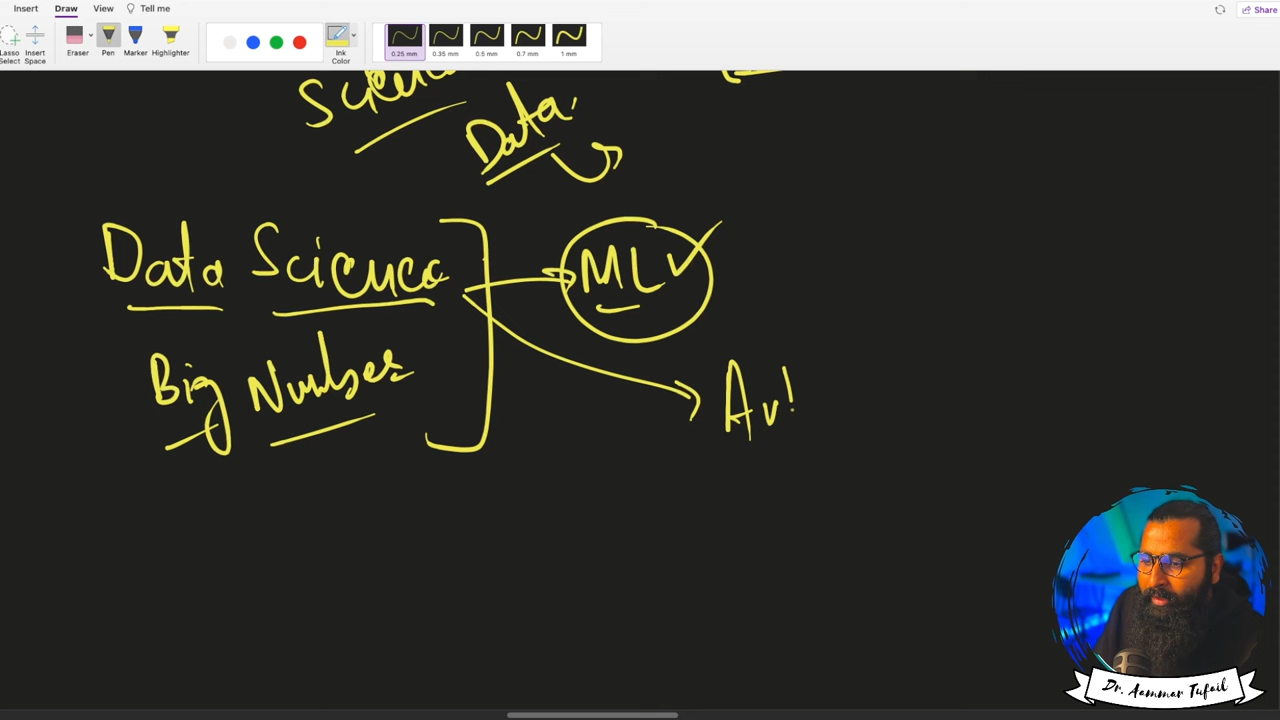 Insert Draw View Tell me
Share
Lasso Select
Insert Space
Eraser
Pen
Marker
Highlighter
Ink Color
0.25 mm
0.35 mm
0.5 mm
0.7 mm
1 mm
Science
Data
Data Science
ML
Big Number
Dr. Aammar Tufail